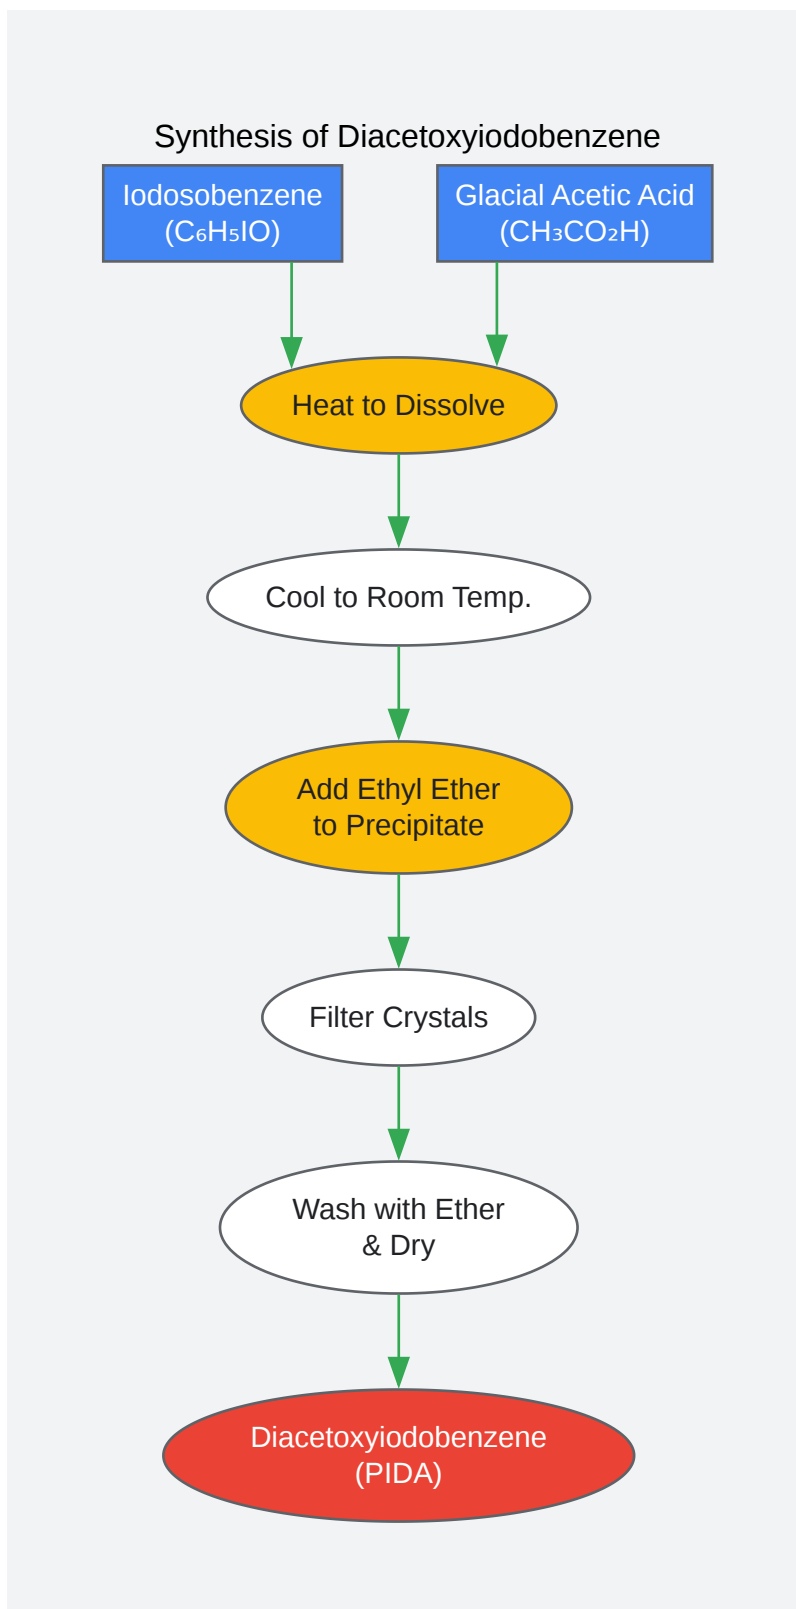 Synthesis of Diacetoxyiodobenzene
Iodosobenzene
(C₆H₅IO)
Glacial Acetic Acid
(CH₃CO₂H)
Heat to Dissolve
Cool to Room Temp.
Add Ethyl Ether
to Precipitate
Filter Crystals
Wash with Ether
& Dry
Diacetoxyiodobenzene
(PIDA)